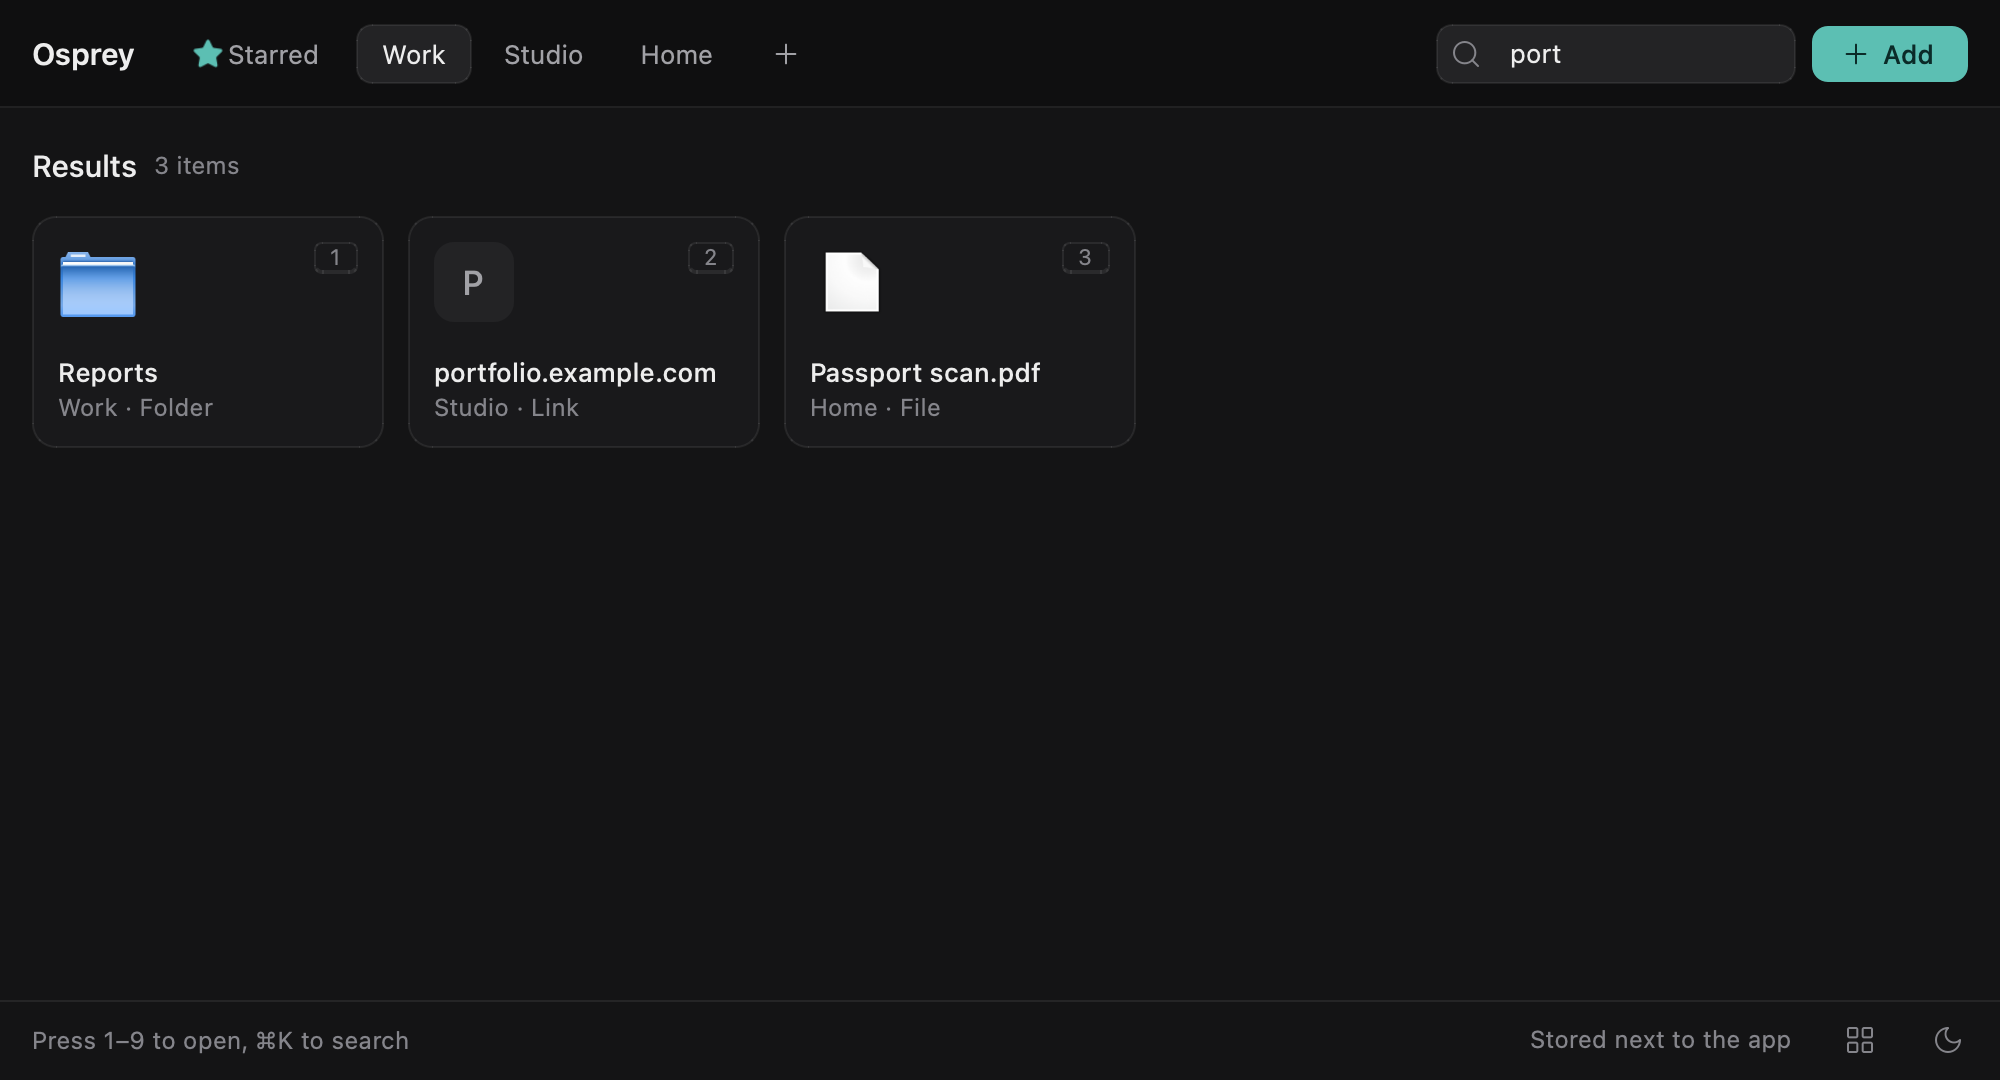 Osprey
Starred
Work
Studio
Home
port
Add
Results 3 items
1
Reports
Work · Folder
P
2
portfolio.example.com
Studio · Link
3
Passport scan.pdf
Home · File
Press 1–9 to open, ⌘K to search
Stored next to the app